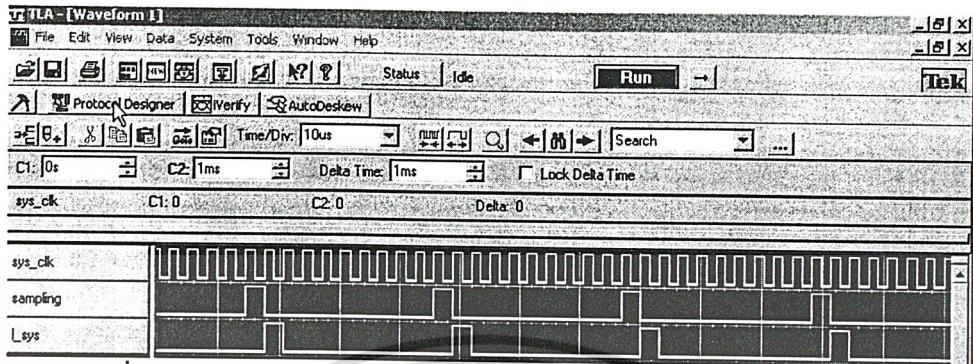 TLA - [Waveform 1]
File Edit View Data System Tools Window Help
Status Idle Run Tek
Protocol Designer iVerify AutoDeskew
Goto Time/Div: 10us Search ...
C1: 0s C2: 1ms Delta Time: 1ms Lock Delta Time
sys_clk C1: 0 C2: 0 Delta: 0
sys_clk
sampling
l_sys